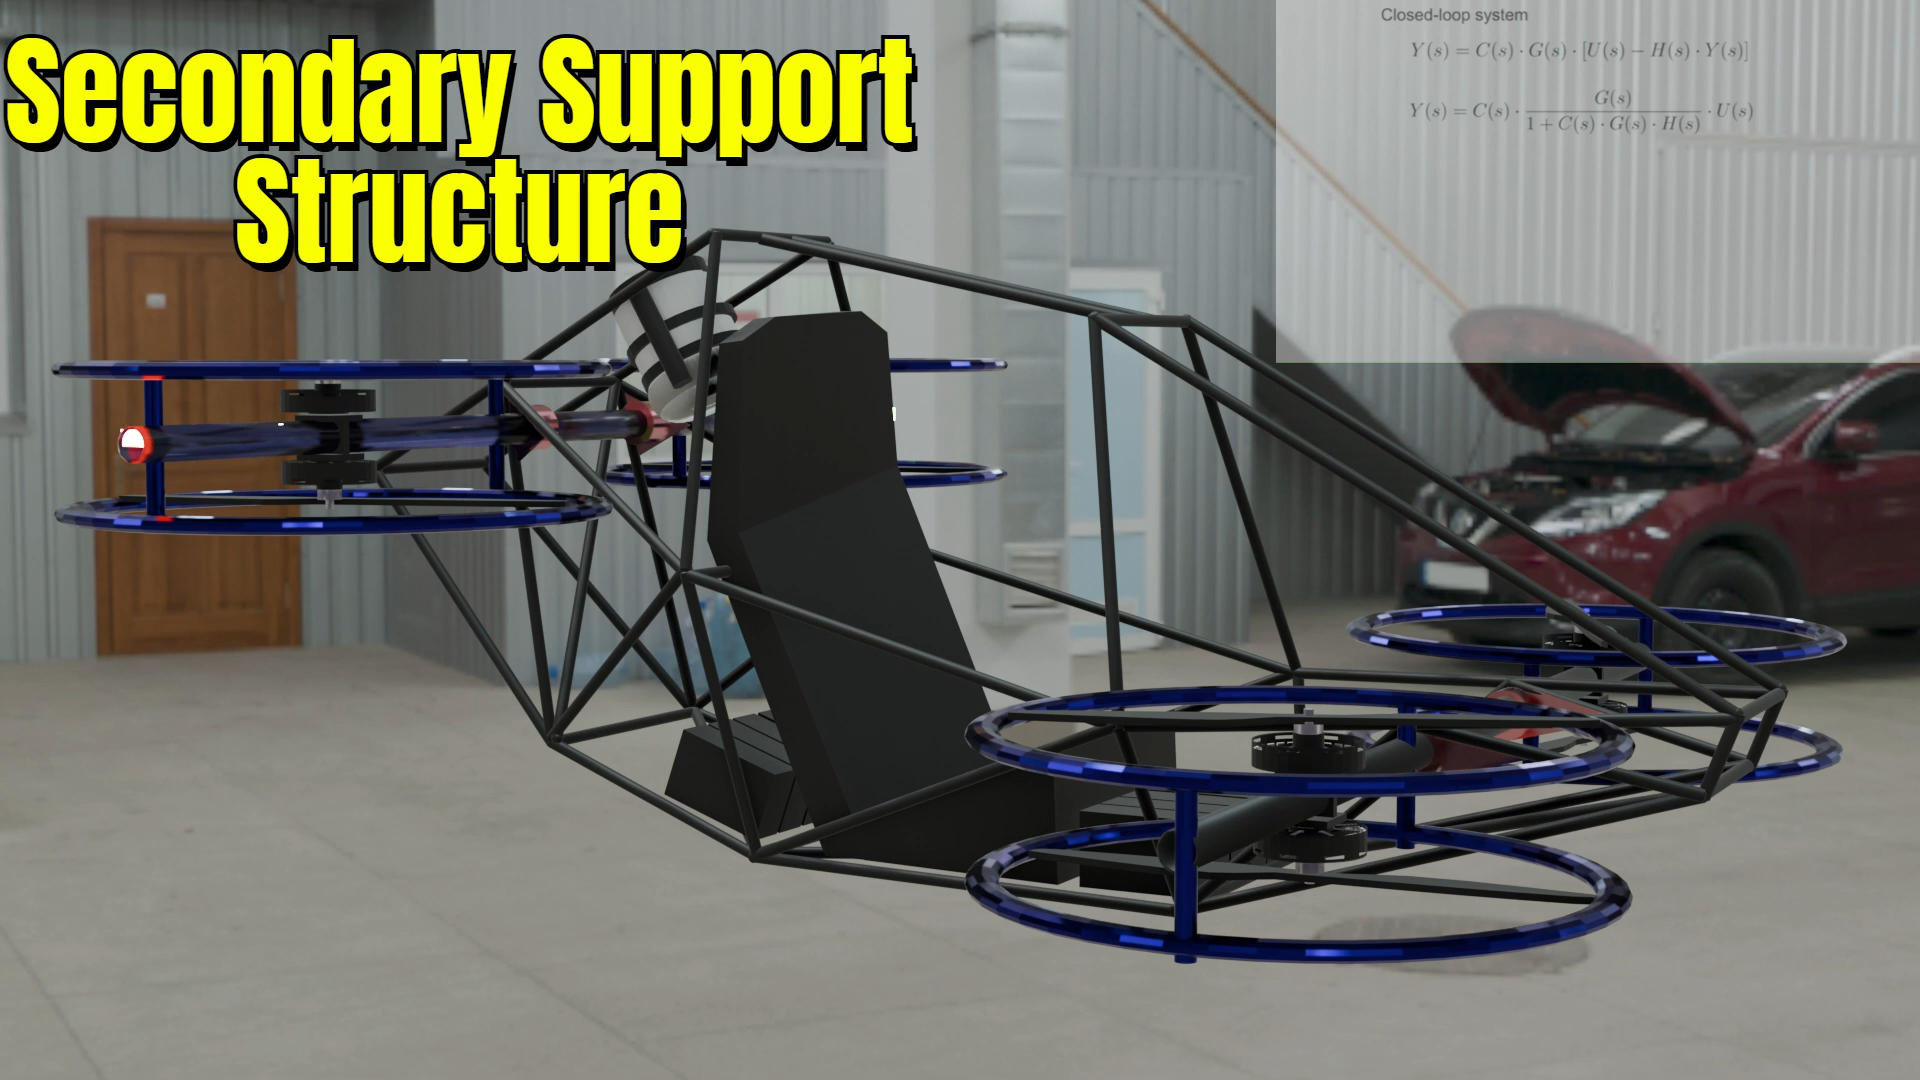 Secondary Support
Structure
Closed-loop system
Y(s) = C(s) · G(s) · [U(s) − H(s) · Y(s)]
Y(s) = C(s) · G(s) / 1 + C(s) · G(s) · H(s) · U(s)